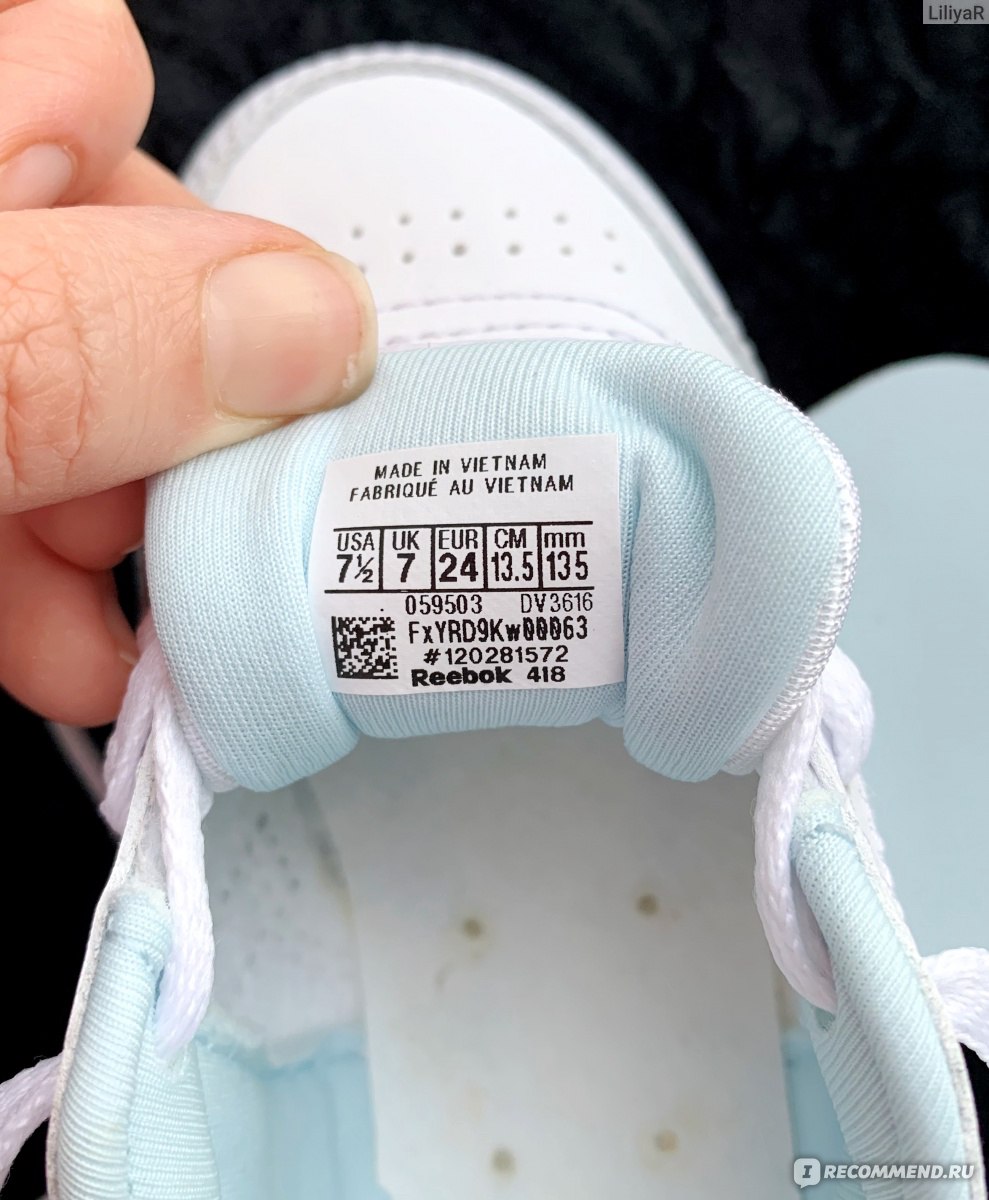 LiliyaR
MADE IN VIETNAM
FABRIQUÉ AU VIETNAM
USA UK EUR CM mm
7½ 7 24 13.5 135
059503 DV3616
FxYRD9Kw00063
#120281572
Reebok 418
IRECOMMEND.RU